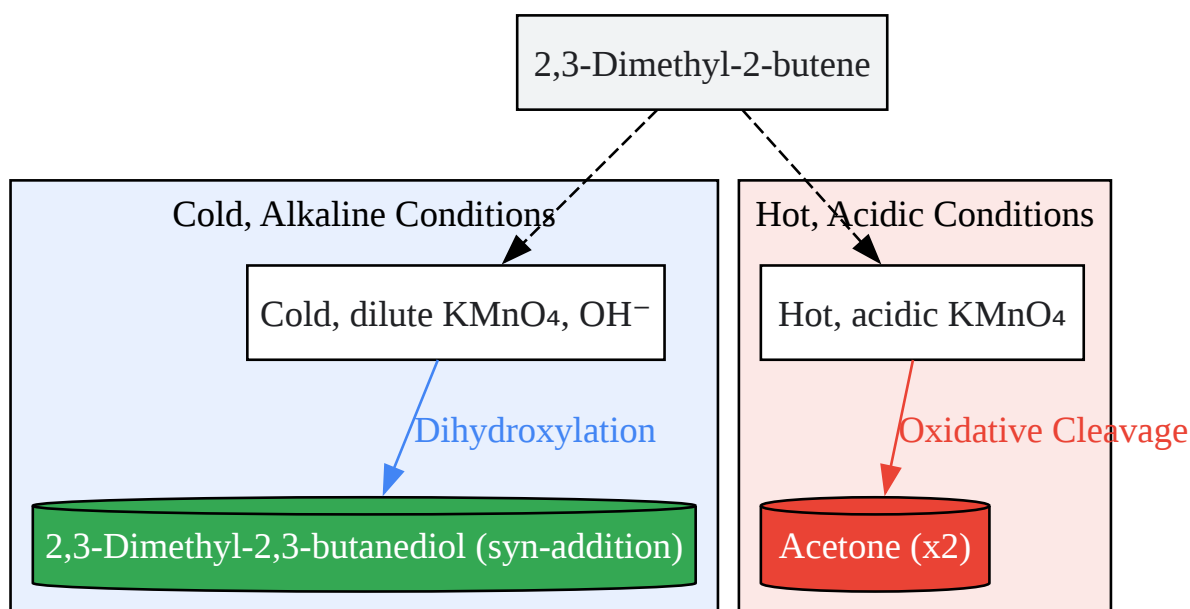 2,3-Dimethyl-2-butene
Cold, Alkaline Conditions
Hot, Acidic Conditions
Cold, dilute KMnO₄, OH⁻
Hot, acidic KMnO₄
Dihydroxylation
Oxidative Cleavage
2,3-Dimethyl-2,3-butanediol (syn-addition)
Acetone (x2)